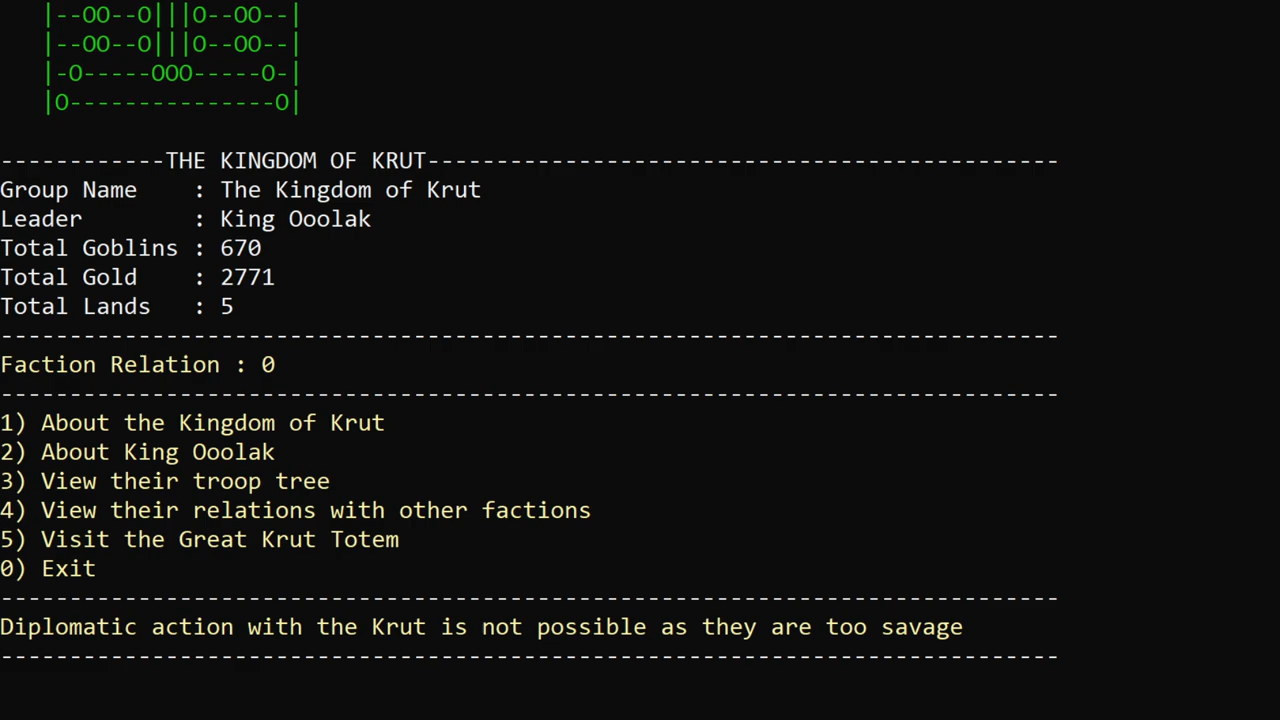 |--OO--O|||O--OO--|
|--OO--O|||O--OO--|
|-O-----OOO-----O-|
|O---------------O|
------------THE KINGDOM OF KRUT----------------------------------------------
Group Name    : The Kingdom of Krut
Leader        : King Ooolak
Total Goblins : 670
Total Gold    : 2771
Total Lands   : 5
-----------------------------------------------------------------------------
Faction Relation : 0
-----------------------------------------------------------------------------
1) About the Kingdom of Krut
2) About King Ooolak
3) View their troop tree
4) View their relations with other factions
5) Visit the Great Krut Totem
0) Exit
-----------------------------------------------------------------------------
Diplomatic action with the Krut is not possible as they are too savage
-----------------------------------------------------------------------------